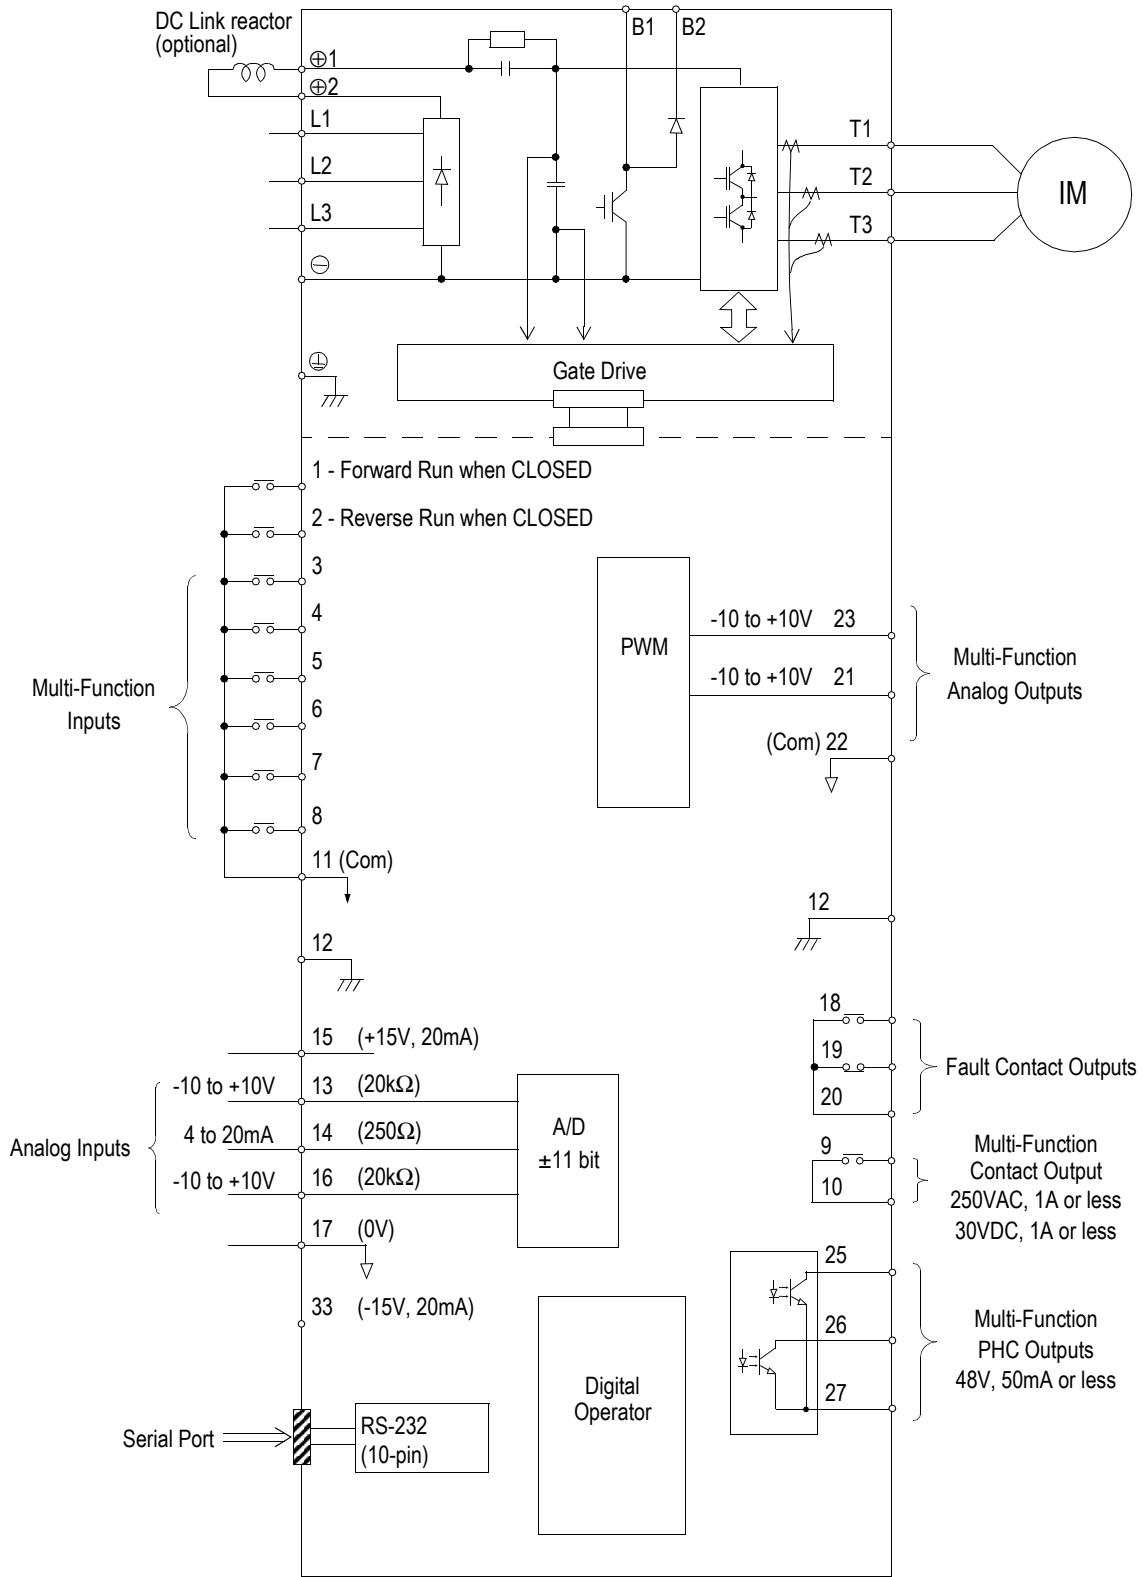 DC Link reactor
(optional)
⊕1
⊕2
L1
L2
L3
⊖
B1 B2
T1
T2
T3
IM
Gate Drive
1 - Forward Run when CLOSED
2 - Reverse Run when CLOSED
3
4
5
6
7
8
Multi-Function
Inputs
11 (Com)
12
PWM
-10 to +10V 23
-10 to +10V 21
(Com) 22
Multi-Function
Analog Outputs
12
15 (+15V, 20mA)
-10 to +10V 13 (20kΩ)
4 to 20mA 14 (250Ω)
-10 to +10V 16 (20kΩ)
17 (0V)
33 (-15V, 20mA)
Analog Inputs
A/D
±11 bit
18
19
20
Fault Contact Outputs
9
10
Multi-Function
Contact Output
250VAC, 1A or less
30VDC, 1A or less
25
26
27
Multi-Function
PHC Outputs
48V, 50mA or less
Digital
Operator
Serial Port
RS-232
(10-pin)